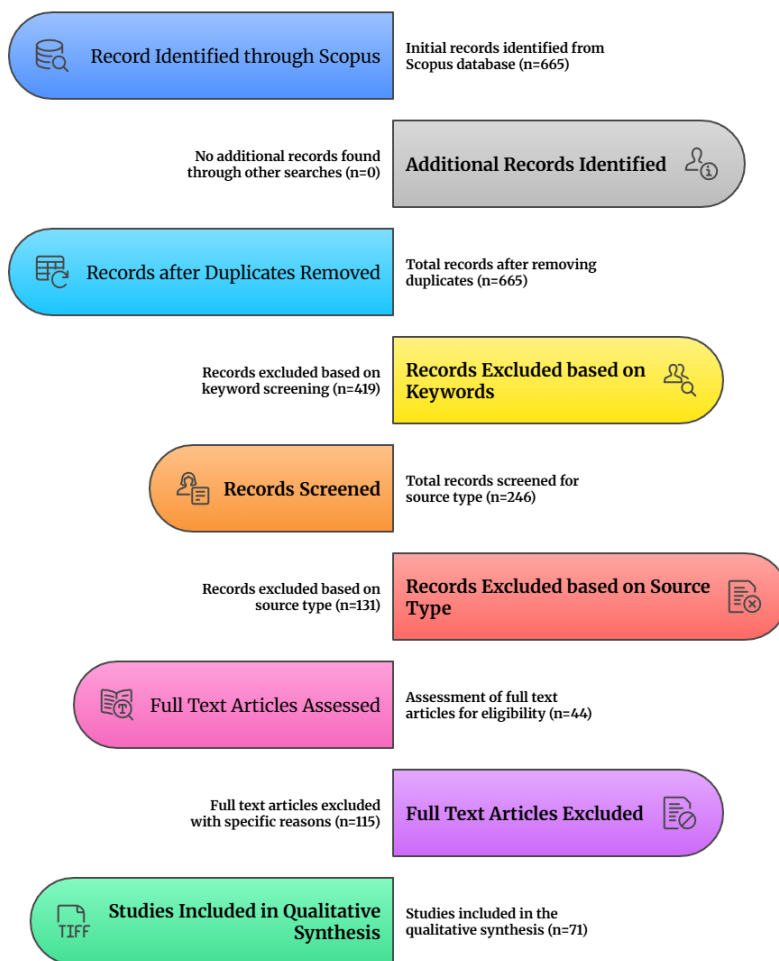 Record Identified through Scopus
Initial records identified from
Scopus database (n=665)
No additional records found
through other searches (n=0)
Additional Records Identified
Records after Duplicates Removed
Total records after removing
duplicates (n=665)
Records excluded based on
keyword screening (n=419)
Records Excluded based on
Keywords
Records Screened
Total records screened for
source type (n=246)
Records excluded based on
source type (n=131)
Records Excluded based on Source
Type
T
Full Text Articles Assessed
Assessment of full text
articles for eligibility (n=44)
Full text articles excluded
with specific reasons (n=115)
Full Text Articles Excluded
TIFF
Studies Included in Qualitative
Synthesis
Studies included in the
qualitative synthesis (n=71)